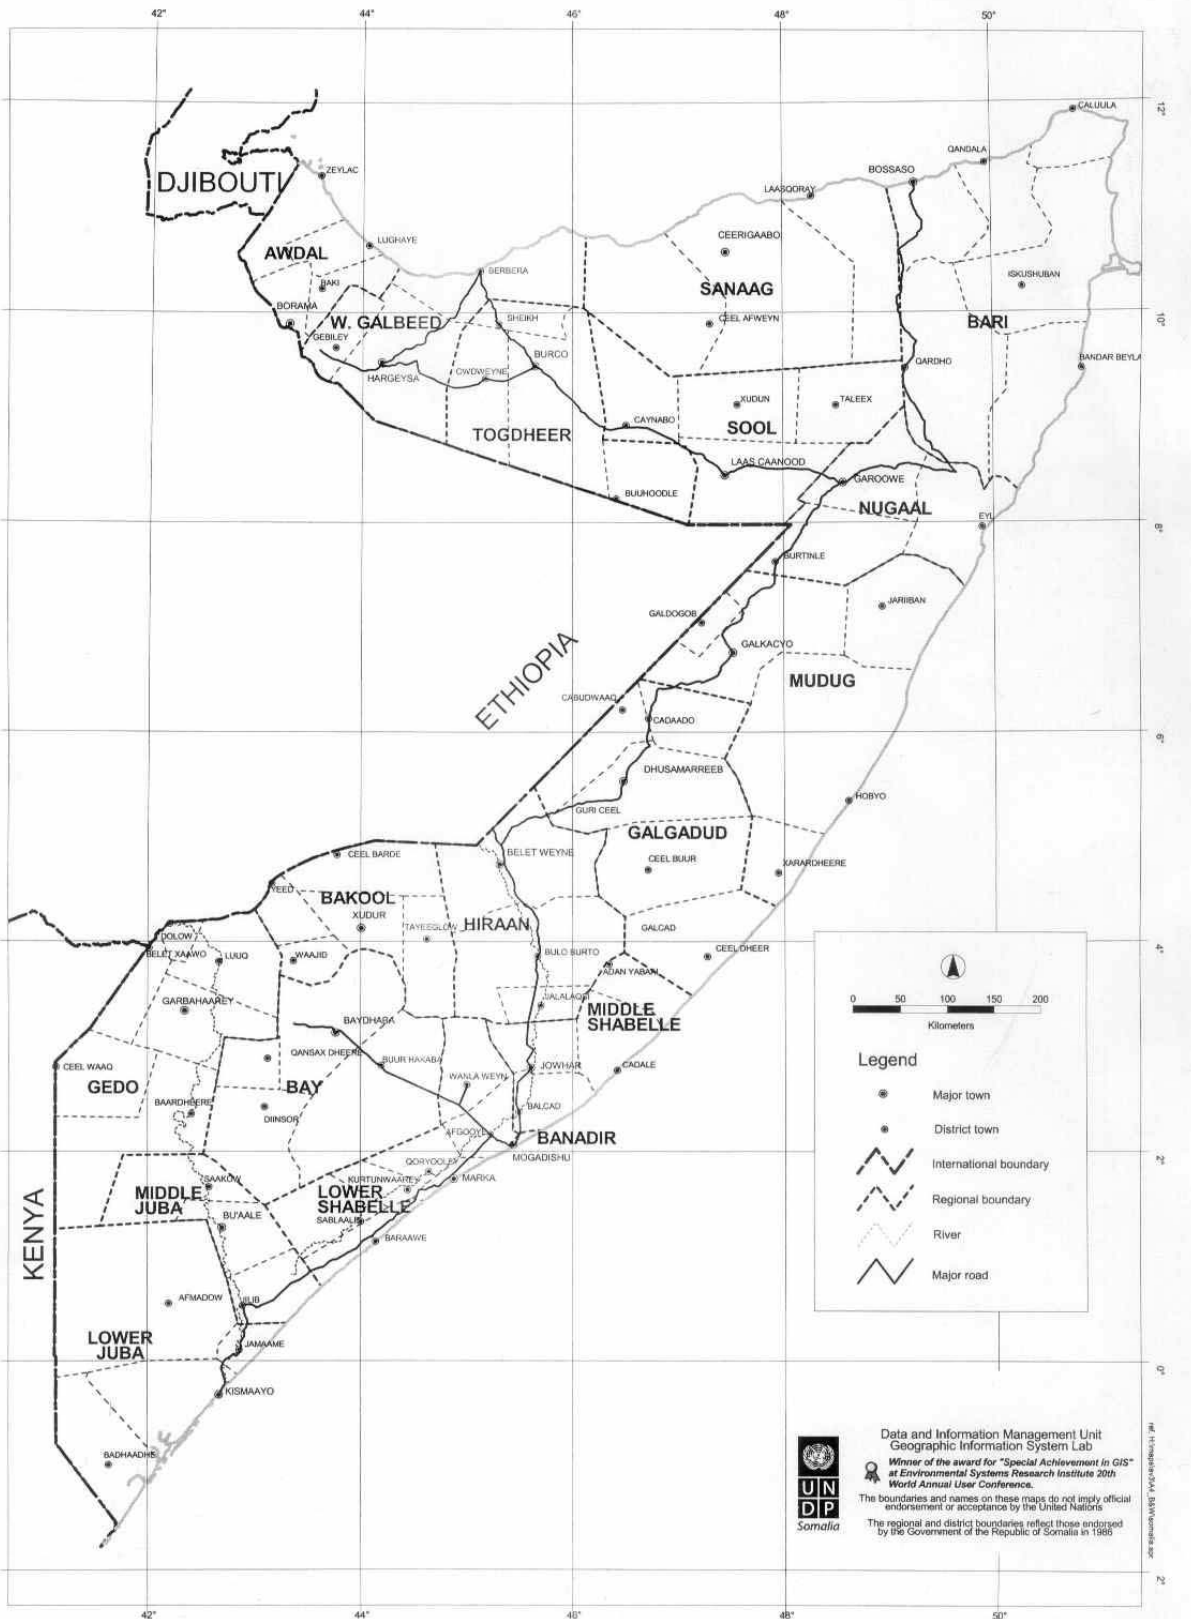 42° 44° 46° 48° 50°
12°
CALUULA
QANDALA
BOSSASO
DJIBOUTI
ZEYLAC
LAASQORAY
LUGHAYE
CEERIGAABO
AWDAL
BERBERA
ISKUSHUBAN
BAKI
SANAAG
BORAMA
10°
W. GALBEED
SHEIKH
CEEL AFWEYN
BARI
GEBILEY
BURCO
QARDHO
BANDAR BEYLA
HARGEYSA
OWDWEYNE
XUDUN
TALEEX
CAYNABO
SOOL
TOGDHEER
LAAS CAANOOD
GAROOWE
BUUHOODLE
NUGAAL
EYL
8°
BURTINLE
JARIIBAN
GALDOGOB
GALKACYO
ETHIOPIA
MUDUG
CABUDWAAQ
CADAADO
6°
DHUSAMARREEB
HOBYO
GURI CEEL
GALGADUD
BELET WEYNE
CEEL BARDE
CEEL BUUR
XARARDHEERE
YEED
BAKOOL
XUDUR
HIRAAN
TAYEEGLOW
GALCAD
DOLOW
4°
BELET XAAWO
LUUQ
WAAJID
BULO BURTO
CEEL DHEER
ADAN YABAN
GARBAHAAREY
JALALAQSI
MIDDLE
SHABELLE
BAYDHABA
QANSAX DHEERE
BUUR HAKABA
CEEL WAAQ
JOWHAR
CADALE
GEDO
BAY
WANLA WEYN
BAARDHEERE
DIINSOR
BALCAD
AFGOOYE
BANADIR
MOGADISHU
2°
QORYOOLEY
MARKA
SAAKOW
KURTUNWAAREY
MIDDLE
JUBA
LOWER
SHABELLE
SABLAALE
BU'AALE
BARAAWE
KENYA
AFMADOW
JILIB
LOWER
JUBA
JAMAAME
0°
KISMAAYO
BADHAADHE
0 50 100 150 200
Kilometers
Legend
Major town
District town
International boundary
Regional boundary
River
Major road
UN
DP
Somalia
Data and Information Management Unit
Geographic Information System Lab
Winner of the award for "Special Achievement in GIS"
at Environmental Systems Research Institute 20th
World Annual User Conference.
The boundaries and names on these maps do not imply official
endorsement or acceptance by the United Nations
The regional and district boundaries reflect those endorsed
by the Government of the Republic of Somalia in 1986
2°
42° 44° 46° 48° 50°